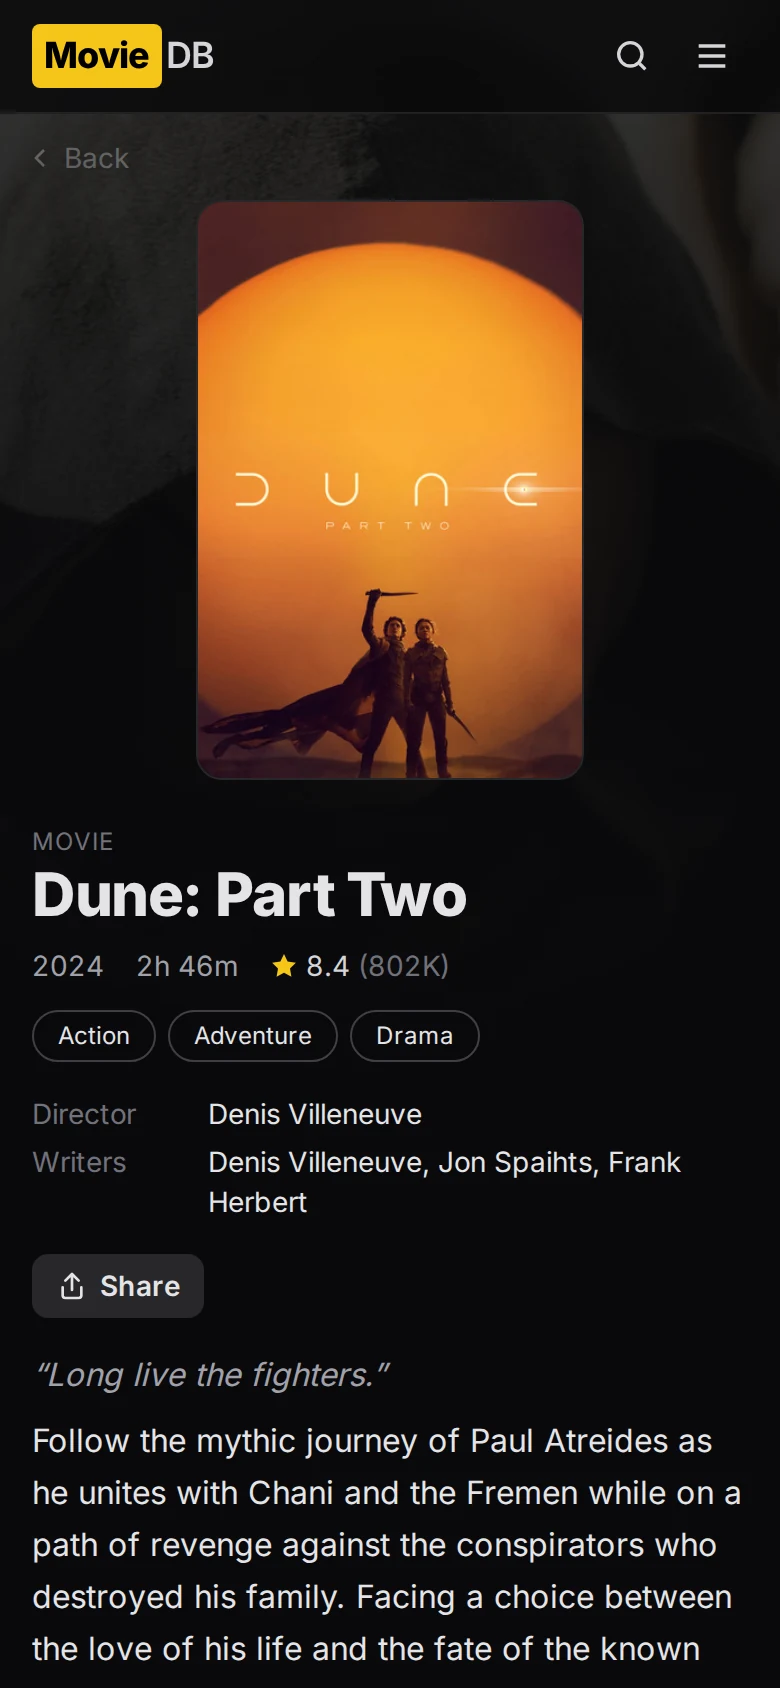 Movie DB
Back
DUNE
PART TWO
MOVIE
Dune: Part Two
2024 2h 46m 8.4 (802K)
Action Adventure Drama
Director Denis Villeneuve
Writers Denis Villeneuve, Jon Spaihts, Frank
Herbert
Share
“Long live the fighters.”
Follow the mythic journey of Paul Atreides as
he unites with Chani and the Fremen while on a
path of revenge against the conspirators who
destroyed his family. Facing a choice between
the love of his life and the fate of the known